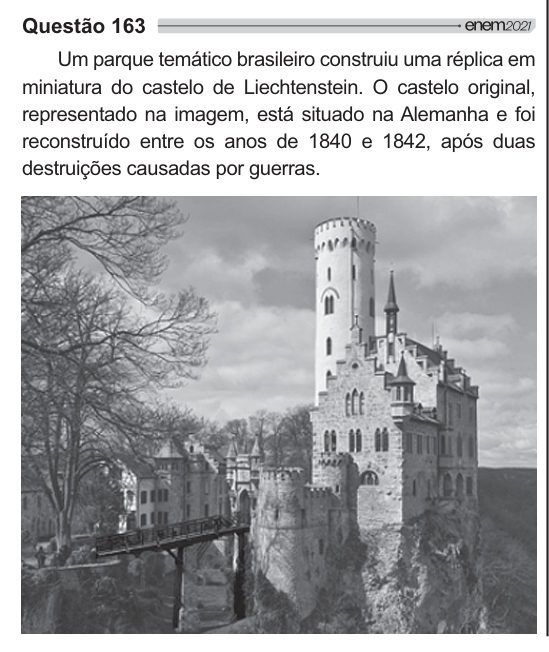 Questão 163 enem2021
Um parque temático brasileiro construiu uma réplica em
miniatura do castelo de Liechtenstein. O castelo original,
representado na imagem, está situado na Alemanha e foi
reconstruído entre os anos de 1840 e 1842, após duas
destruições causadas por guerras.